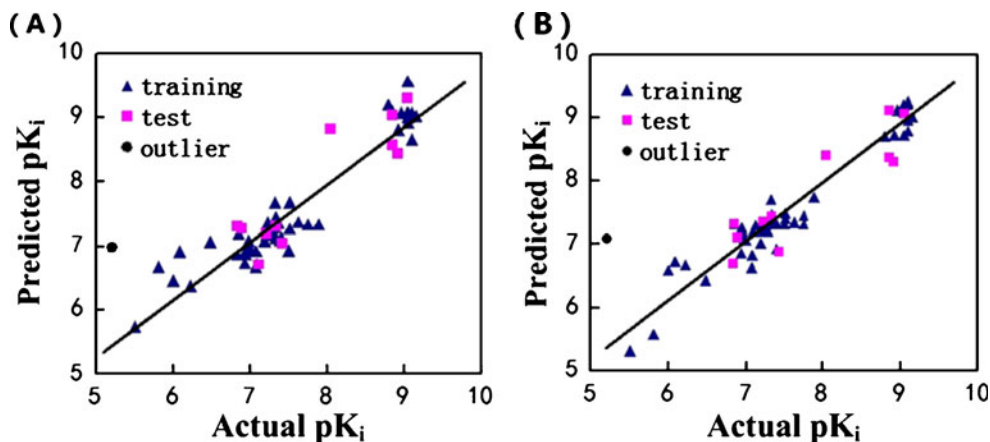 (A)
10
9
8
7
6
5
Predicted pKi
training
test
outlier
5 6 7 8 9 10
Actual pKi
(B)
10
9
8
7
6
5
Predicted pKi
training
test
outlier
5 6 7 8 9 10
Actual pKi